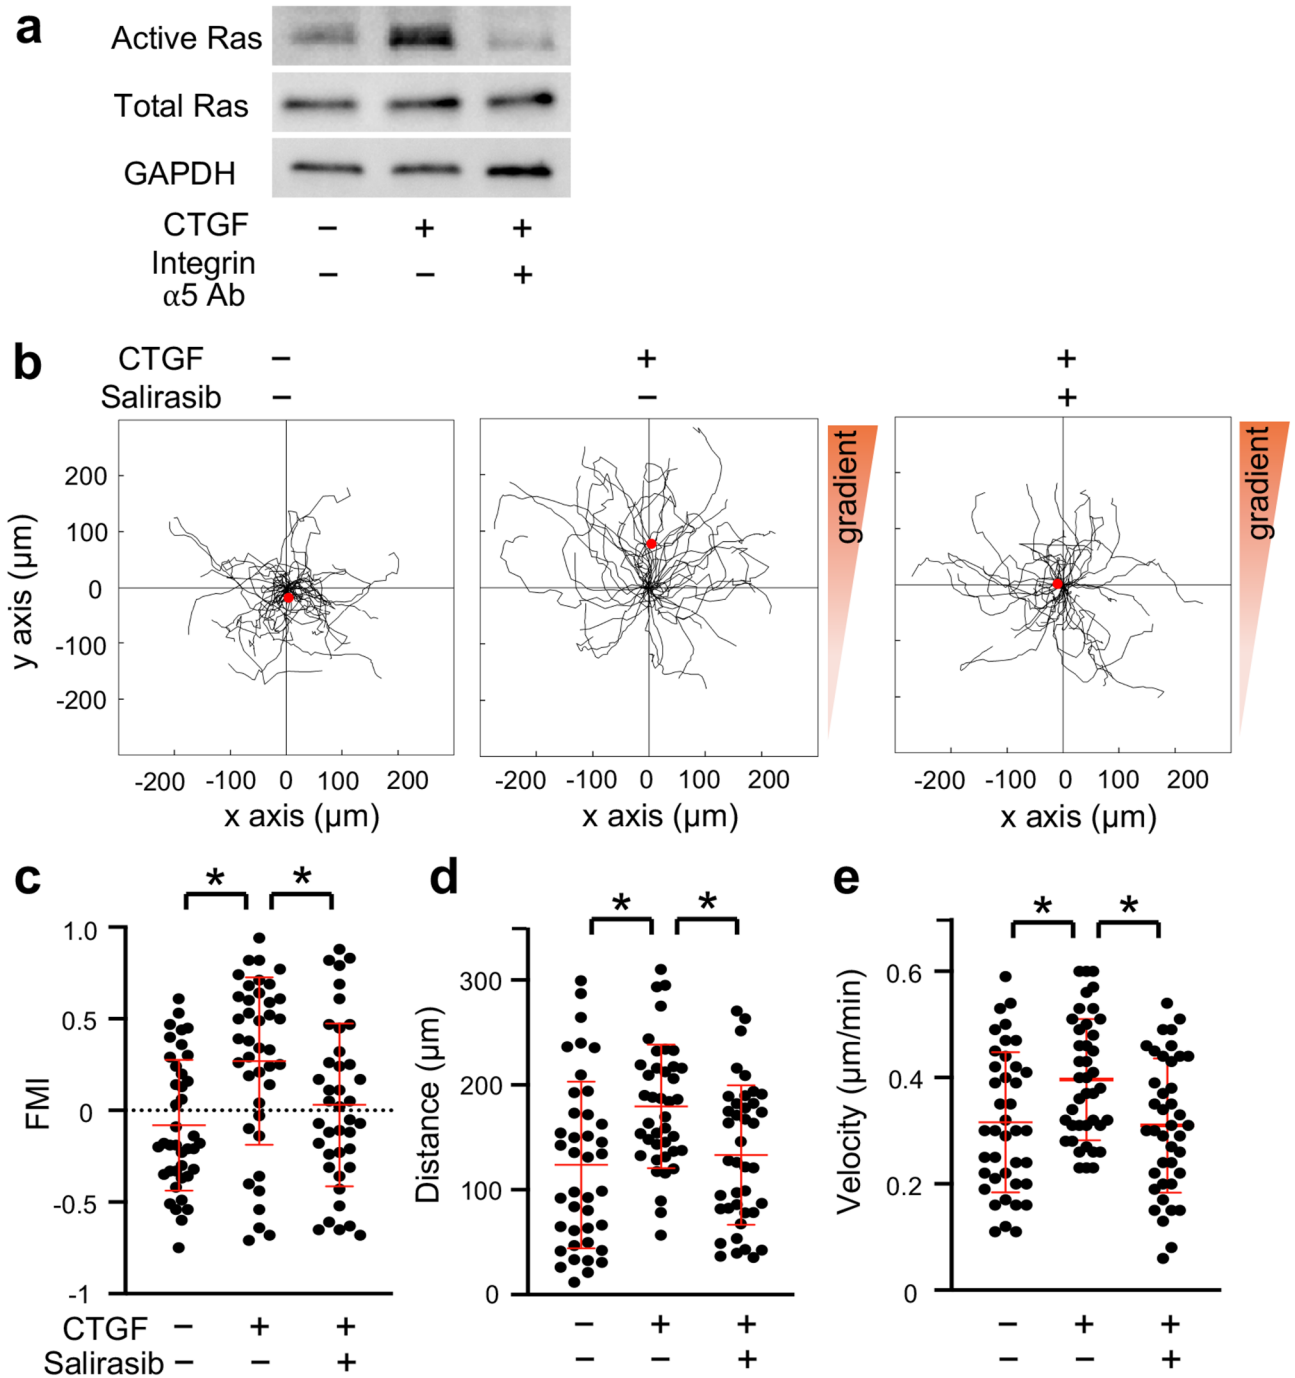 a
Active Ras
Total Ras
GAPDH
CTGF − + +
Integrin
α5 Ab − − +
b
CTGF − + +
Salirasib − − +
gradient
gradient
y axis (μm)
200
100
0
-100
-200
-200 -100 0 100 200
-200 -100 0 100 200
-200 -100 0 100 200
x axis (μm)
x axis (μm)
x axis (μm)
c
* *
FMI
1.0
0.5
0
-0.5
-1
CTGF − + +
Salirasib − − +
d
* *
Distance (μm)
300
200
100
0
− + +
− − +
e
* *
Velocity (μm/min)
0.6
0.4
0.2
0
− + +
− − +